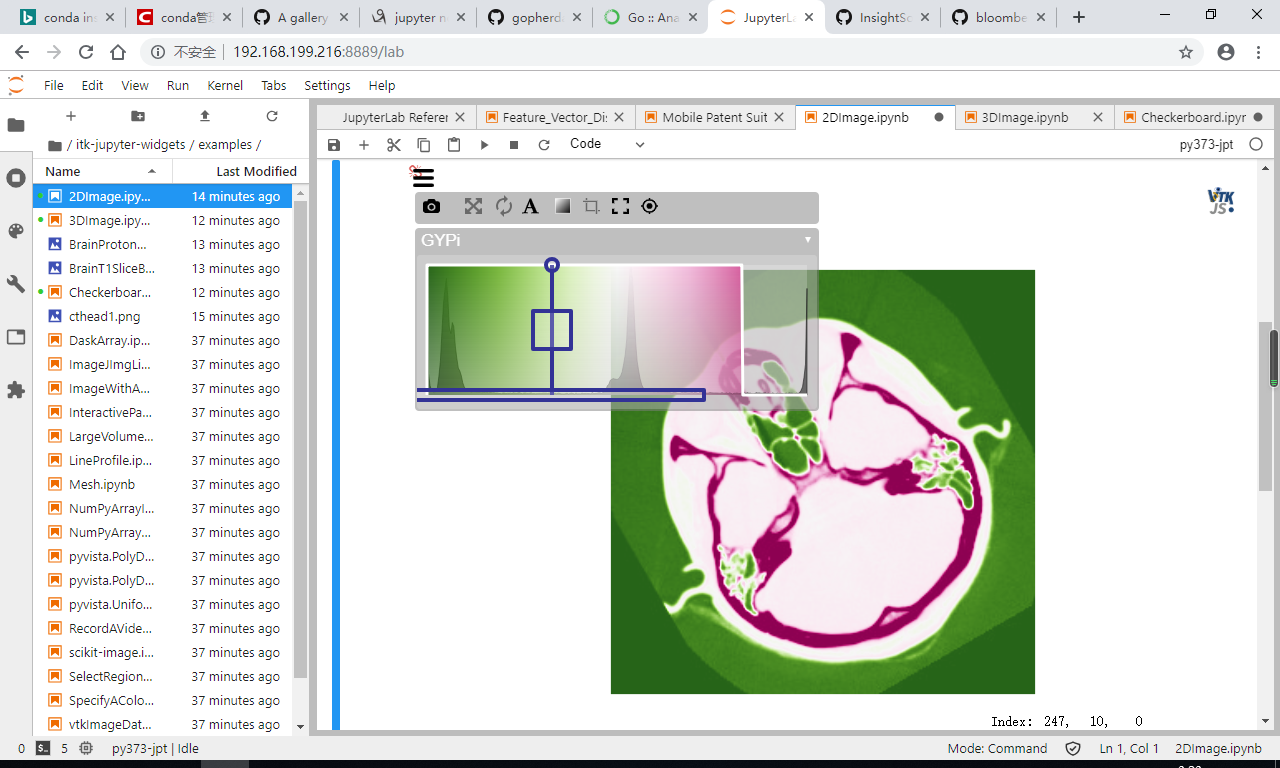 conda ins
conda管理
A gallery
jupyter n
gopherda
Go :: Ana
JupyterLa
InsightSo
bloombe
不安全 192.168.199.216:8889/lab
File Edit View Run Kernel Tabs Settings Help
JupyterLab Referen
Feature_Vector_Dis
Mobile Patent Suit
2DImage.ipynb
3DImage.ipynb
Checkerboard.ipyn
/ itk-jupyter-widgets / examples /
Code
py373-jpt
Name Last Modified
2DImage.ipy... 14 minutes ago
3DImage.ipy... 12 minutes ago
BrainProton... 13 minutes ago
BrainT1SliceB... 13 minutes ago
Checkerboar... 12 minutes ago
cthead1.png 15 minutes ago
DaskArray.ip... 37 minutes ago
ImageJImgLi... 37 minutes ago
ImageWithA... 37 minutes ago
InteractivePa... 37 minutes ago
LargeVolume... 37 minutes ago
LineProfile.ip... 37 minutes ago
Mesh.ipynb 37 minutes ago
NumPyArrayI... 37 minutes ago
NumPyArray... 37 minutes ago
pyvista.PolyD... 37 minutes ago
pyvista.PolyD... 37 minutes ago
pyvista.Unifo... 37 minutes ago
RecordAVide... 37 minutes ago
scikit-image.i... 37 minutes ago
SelectRegion... 37 minutes ago
SpecifyAColo... 37 minutes ago
vtkImageDat... 37 minutes ago
VTK
JS
A
GYPi
Index: 247, 10, 0
0 5 py373-jpt | Idle
Mode: Command Ln 1, Col 1 2DImage.ipynb